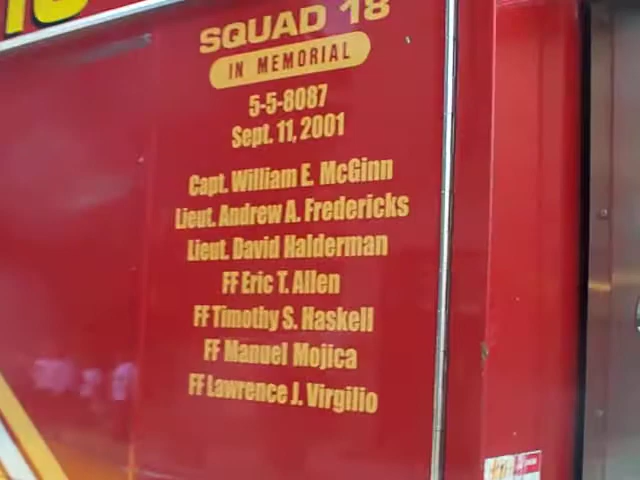 18
SQUAD 18
IN MEMORIAL
5-5-8087
Sept. 11, 2001
Capt. William E. McGinn
Lieut. Andrew A. Fredericks
Lieut. David Halderman
FF Eric T. Allen
FF Timothy S. Haskell
FF Manuel Mojica
FF Lawrence J. Virgilio